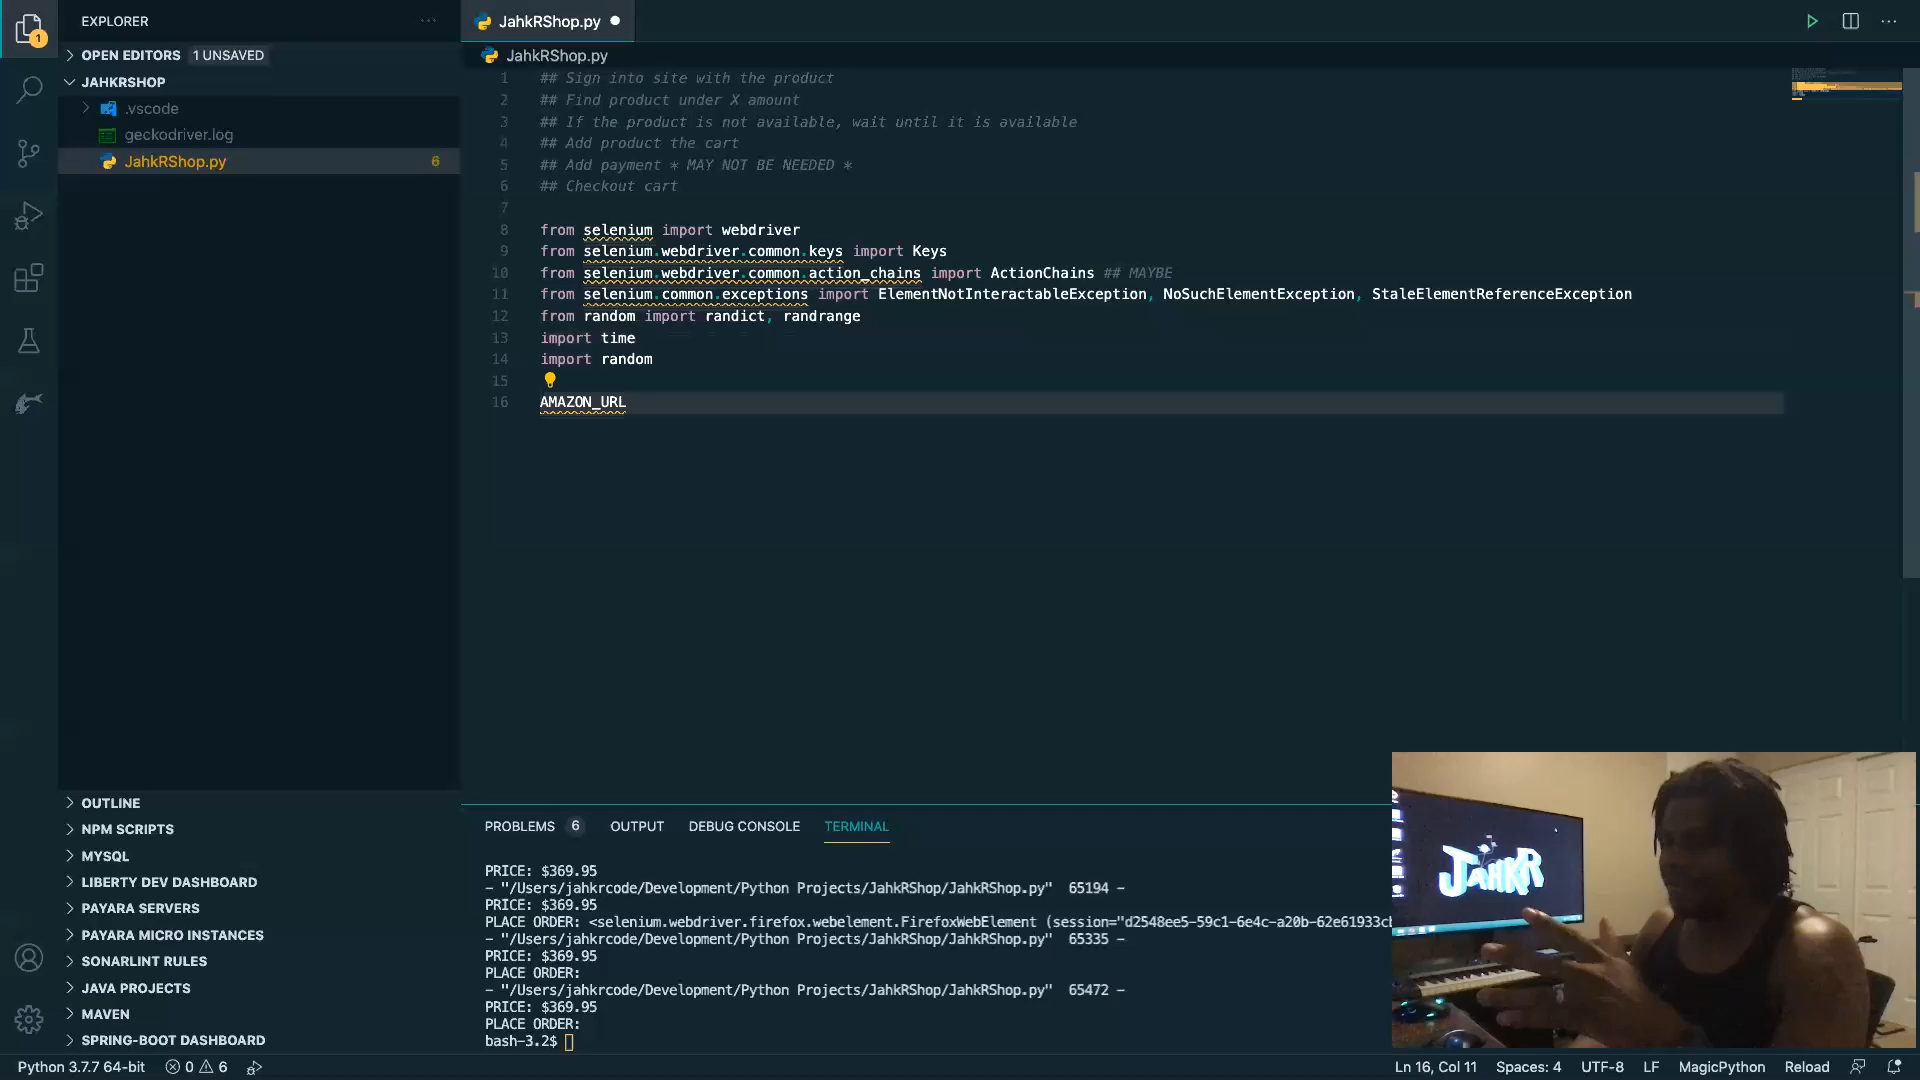 EXPLORER
OPEN EDITORS 1 UNSAVED
JAHKRSHOP
.vscode
geckodriver.log
JahkRShop.py 6
1
JahkRShop.py
JahkRShop.py
1 ## Sign into site with the product
2 ## Find product under X amount
3 ## If the product is not available, wait until it is available
4 ## Add product the cart
5 ## Add payment * MAY NOT BE NEEDED *
6 ## Checkout cart
7
8 from selenium import webdriver
9 from selenium.webdriver.common.keys import Keys
10 from selenium.webdriver.common.action_chains import ActionChains ## MAYBE
11 from selenium.common.exceptions import ElementNotInteractableException, NoSuchElementException, StaleElementReferenceException
12 from random import randict, randrange
13 import time
14 import random
15
16 AMAZON_URL
OUTLINE
NPM SCRIPTS
MYSQL
LIBERTY DEV DASHBOARD
PAYARA SERVERS
PAYARA MICRO INSTANCES
SONARLINT RULES
JAVA PROJECTS
MAVEN
SPRING-BOOT DASHBOARD
PROBLEMS 6 OUTPUT DEBUG CONSOLE TERMINAL
PRICE: $369.95
- "/Users/jahkrcode/Development/Python Projects/JahkRShop/JahkRShop.py" 65194 -
PRICE: $369.95
PLACE ORDER: <selenium.webdriver.firefox.webelement.FirefoxWebElement (session="d2548ee5-59c1-6e4c-a20b-62e61933c
- "/Users/jahkrcode/Development/Python Projects/JahkRShop/JahkRShop.py" 65335 -
PRICE: $369.95
PLACE ORDER:
- "/Users/jahkrcode/Development/Python Projects/JahkRShop/JahkRShop.py" 65472 -
PRICE: $369.95
PLACE ORDER:
bash-3.2$
JAHKR
Python 3.7.7 64-bit 0 6 Ln 16, Col 11 Spaces: 4 UTF-8 LF MagicPython Reload